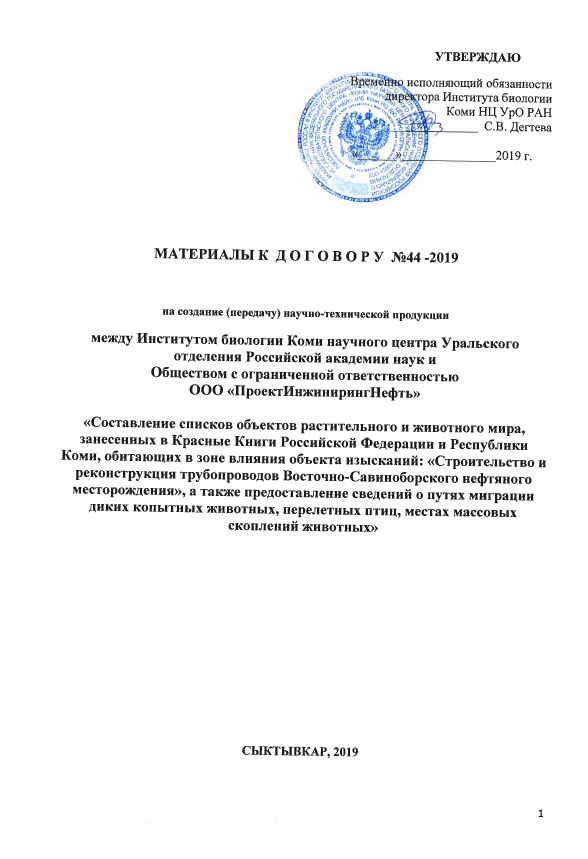 УТВЕРЖДАЮ
Временно исполняющий обязанности
директора Института биологии
Коми НЦ УрО РАН
____________ С.В. Дегтева
«_____»______________2019 г.
МАТЕРИАЛЫ К Д О Г О В О Р У №44 -2019
на создание (передачу) научно-технической продукции
между Институтом биологии Коми научного центра Уральского
отделения Российской академии наук и
Обществом с ограниченной ответственностью
ООО «ПроектИнжинирингНефть»
«Составление списков объектов растительного и животного мира,
занесенных в Красные Книги Российской Федерации и Республики
Коми, обитающих в зоне влияния объекта изысканий: «Строительство и
реконструкция трубопроводов Восточно-Савиноборского нефтяного
месторождения», а также предоставление сведений о путях миграции
диких копытных животных, перелетных птиц, местах массовых
скоплений животных»
СЫКТЫВКАР, 2019
1